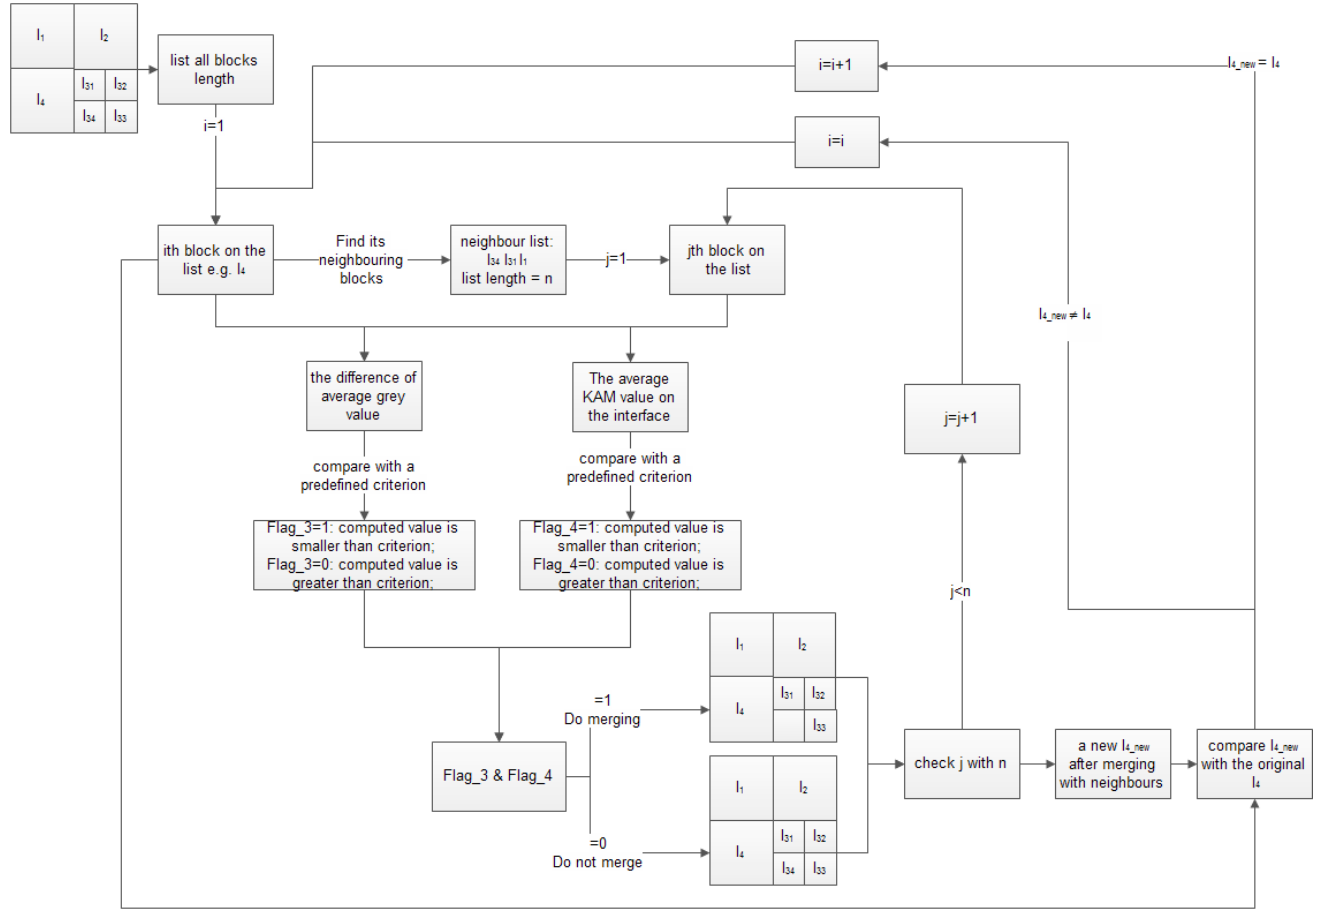 I₁ I₂
I₄ I₃₁ I₃₂
I₃₄ I₃₃
list all blocks
length
i=1
i=i+1
I₄_new = I₄
i=i
ith block on the
list e.g. I₄
Find its
neighbouring
blocks
neighbour list:
I₃₄ I₃₁ I₁
list length = n
j=1
jth block on
the list
I₄_new ≠ I₄
the difference of
average grey
value
The average
KAM value on
the interface
j=j+1
compare with a
predefined criterion
compare with a
predefined criterion
Flag_3=1: computed value is
smaller than criterion;
Flag_3=0: computed value is
greater than criterion;
Flag_4=1: computed value is
smaller than criterion;
Flag_4=0: computed value is
greater than criterion;
j<n
Flag_3 & Flag_4
=1
Do merging
I₁ I₂
I₄ I₃₁ I₃₂
I₃₃
=0
Do not merge
I₁ I₂
I₄ I₃₁ I₃₂
I₃₄ I₃₃
check j with n
a new I₄_new
after merging
with neighbours
compare I₄_new
with the original
I₄